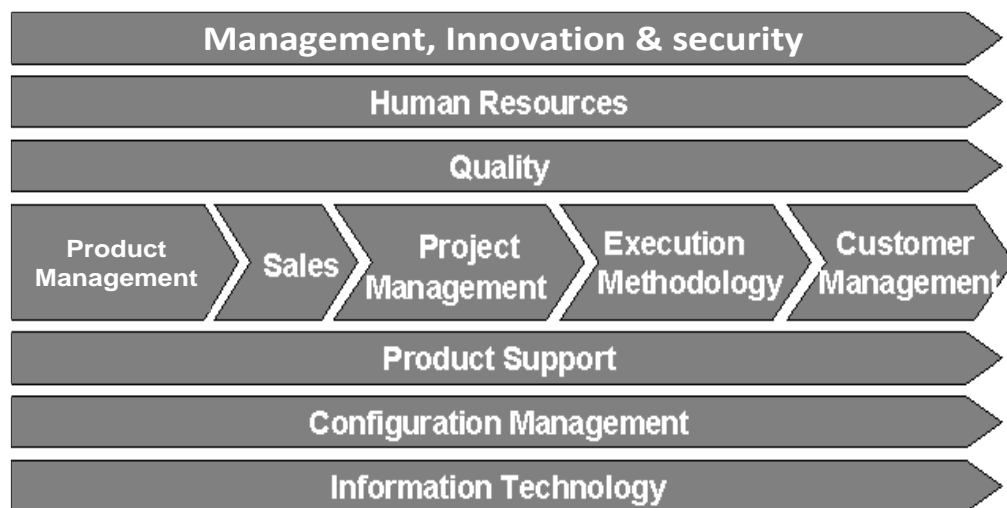 Management, Innovation & security
Human Resources
Quality
Product
Management
Sales
Project
Management
Execution
Methodology
Customer
Management
Product Support
Configuration Management
Information Technology